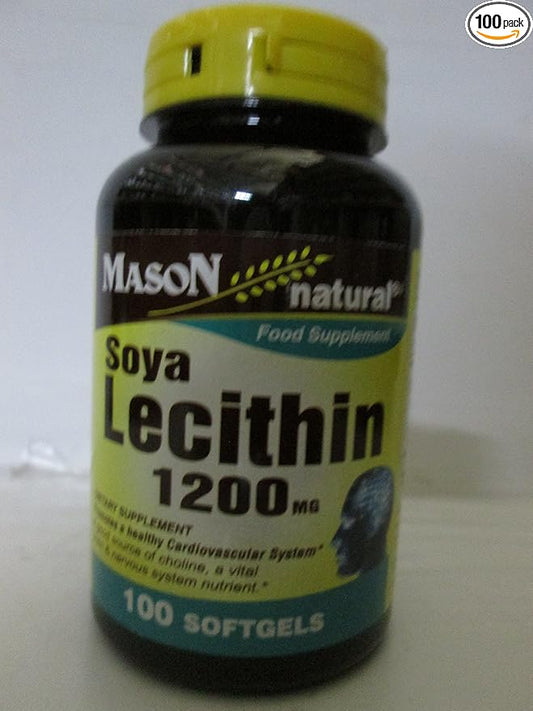 100 pack
MASON natural®
Food Supplement
Soya
Lecithin
1200 MG
DIETARY SUPPLEMENT
a healthy Cardiovascular System*
good source of choline, a vital
& nervous system nutrient.*
100 SOFTGELS